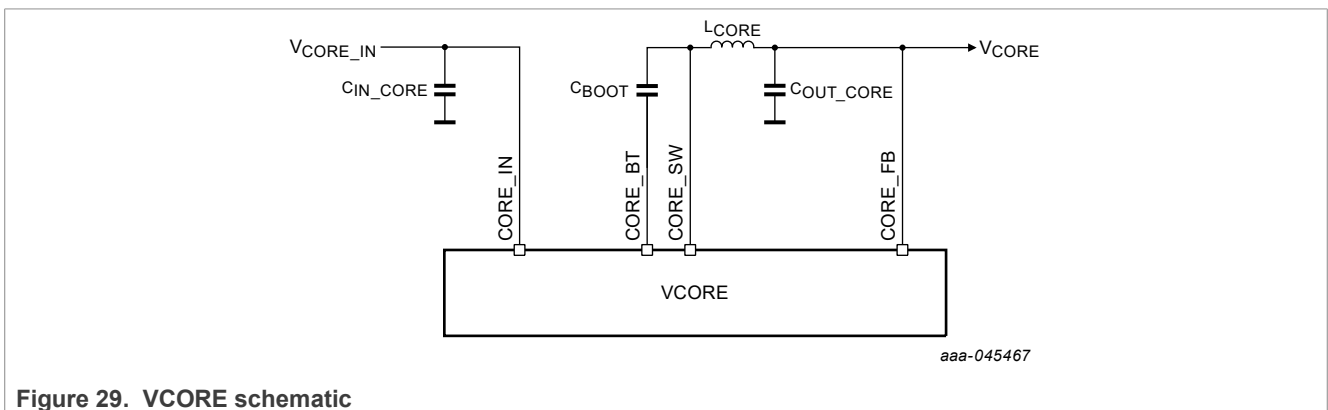 LCORE
VCORE_IN
VCORE
CIN_CORE
CBOOT
COUT_CORE
CORE_IN
CORE_BT
CORE_SW
CORE_FB
VCORE
aaa-045467
Figure 29. VCORE schematic